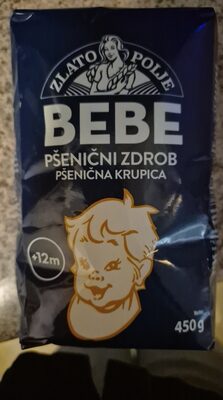 ZLATO POLJE
BEBE
PŠENIČNI ZDROB
PŠENIČNA KRUPICA
+12m
450g